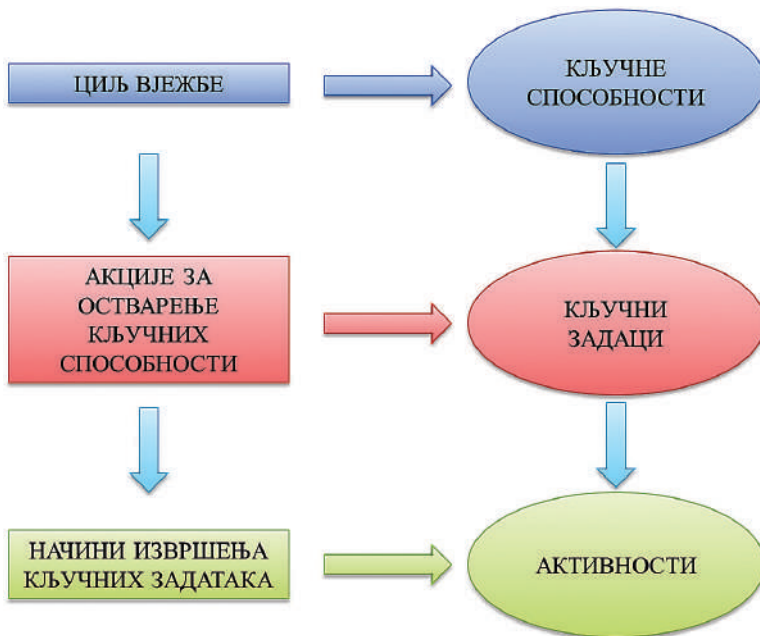 ЦИЉ ВЈЕЖБЕ
КЉУЧНЕ
СПОСОБНОСТИ
АКЦИЈЕ ЗА
ОСТВАРЕЊЕ
КЉУЧНИХ
СПОСОБНОСТИ
КЉУЧНИ
ЗАДАЦИ
НАЧИНИ ИЗВРШЕЊА
КЉУЧНИХ ЗАДАТАКА
АКТИВНОСТИ